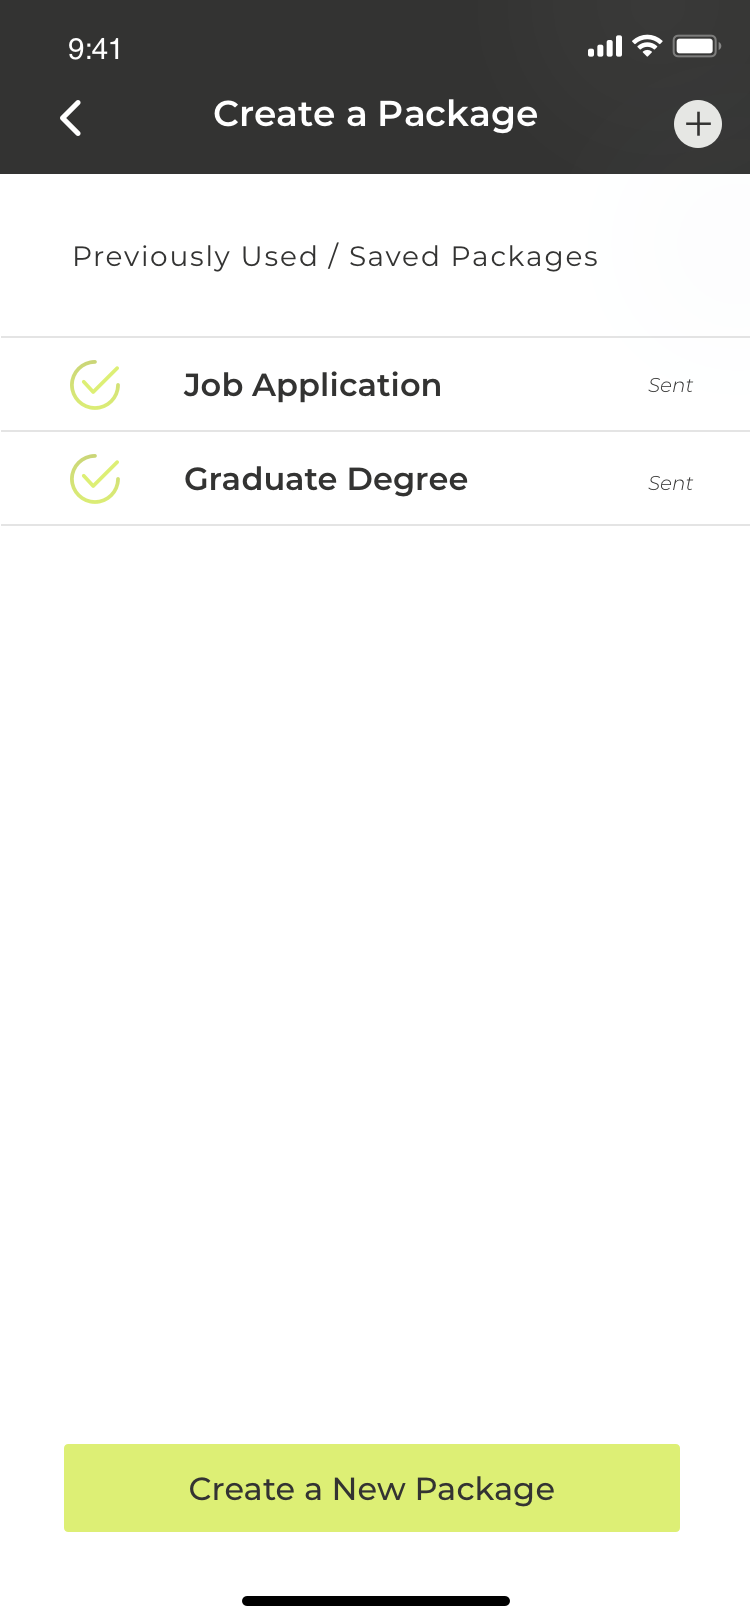 9:41
Create a Package
Previously Used / Saved Packages
Job Application
Sent
Graduate Degree
Sent
Create a New Package